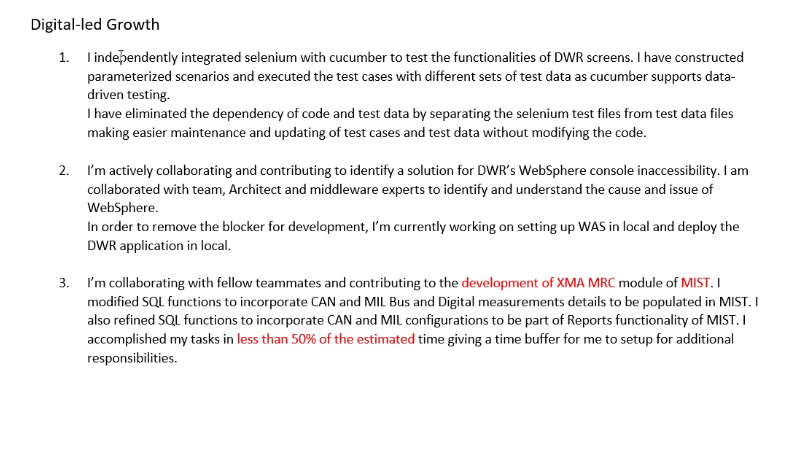 Digital-led Growth
1. I independently integrated selenium with cucumber to test the functionalities of DWR screens. I have constructed
parameterized scenarios and executed the test cases with different sets of test data as cucumber supports data-
driven testing.
I have eliminated the dependency of code and test data by separating the selenium test files from test data files
making easier maintenance and updating of test cases and test data without modifying the code.
2. I'm actively collaborating and contributing to identify a solution for DWR's WebSphere console inaccessibility. I am
collaborated with team, Architect and middleware experts to identify and understand the cause and issue of
WebSphere.
In order to remove the blocker for development, I'm currently working on setting up WAS in local and deploy the
DWR application in local.
3. I'm collaborating with fellow teammates and contributing to the development of XMA MRC module of MIST. I
modified SQL functions to incorporate CAN and MIL Bus and Digital measurements details to be populated in MIST. I
also refined SQL functions to incorporate CAN and MIL configurations to be part of Reports functionality of MIST. I
accomplished my tasks in less than 50% of the estimated time giving a time buffer for me to setup for additional
responsibilities.